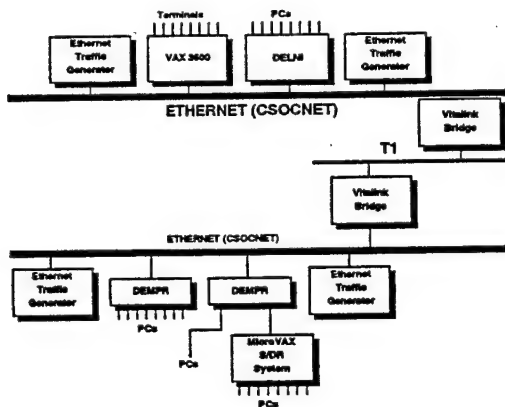 Terminals
PCs
Ethernet
Traffic
Generator
VAX 3600
DELNI
Ethernet
Traffic
Generator
ETHERNET (CSOCNET)
Vitalink
Bridge
T1
Vitalink
Bridge
ETHERNET (CSOCNET)
Ethernet
Traffic
Generator
DEMPR
PCs
DEMPR
Ethernet
Traffic
Generator
PCs
MicroVAX
S/DR
System
PCs